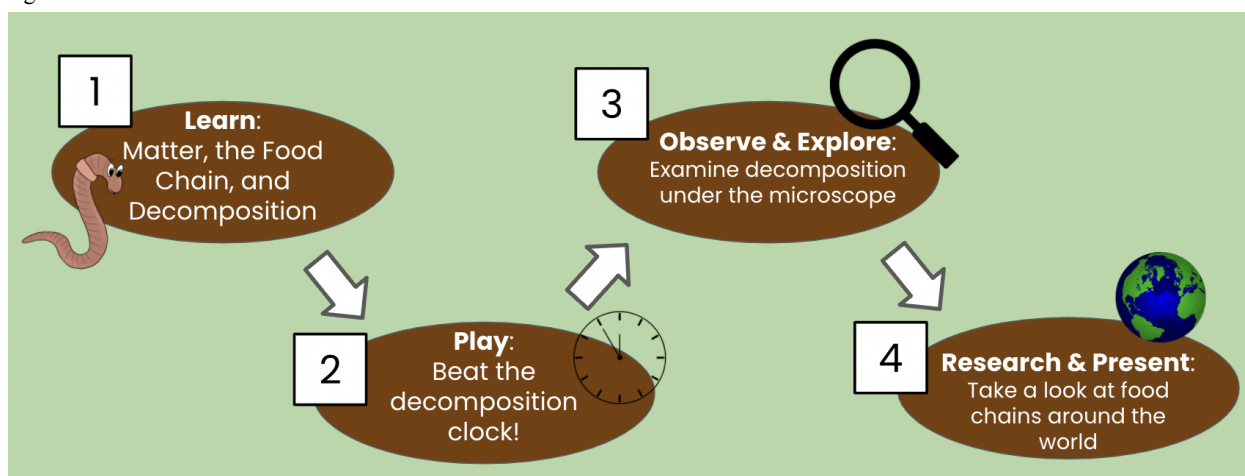 1
Learn:
Matter, the Food
Chain, and
Decomposition
2
Play:
Beat the
decomposition
clock!
3
Observe & Explore:
Examine decomposition
under the microscope
4
Research & Present:
Take a look at food
chains around the
world